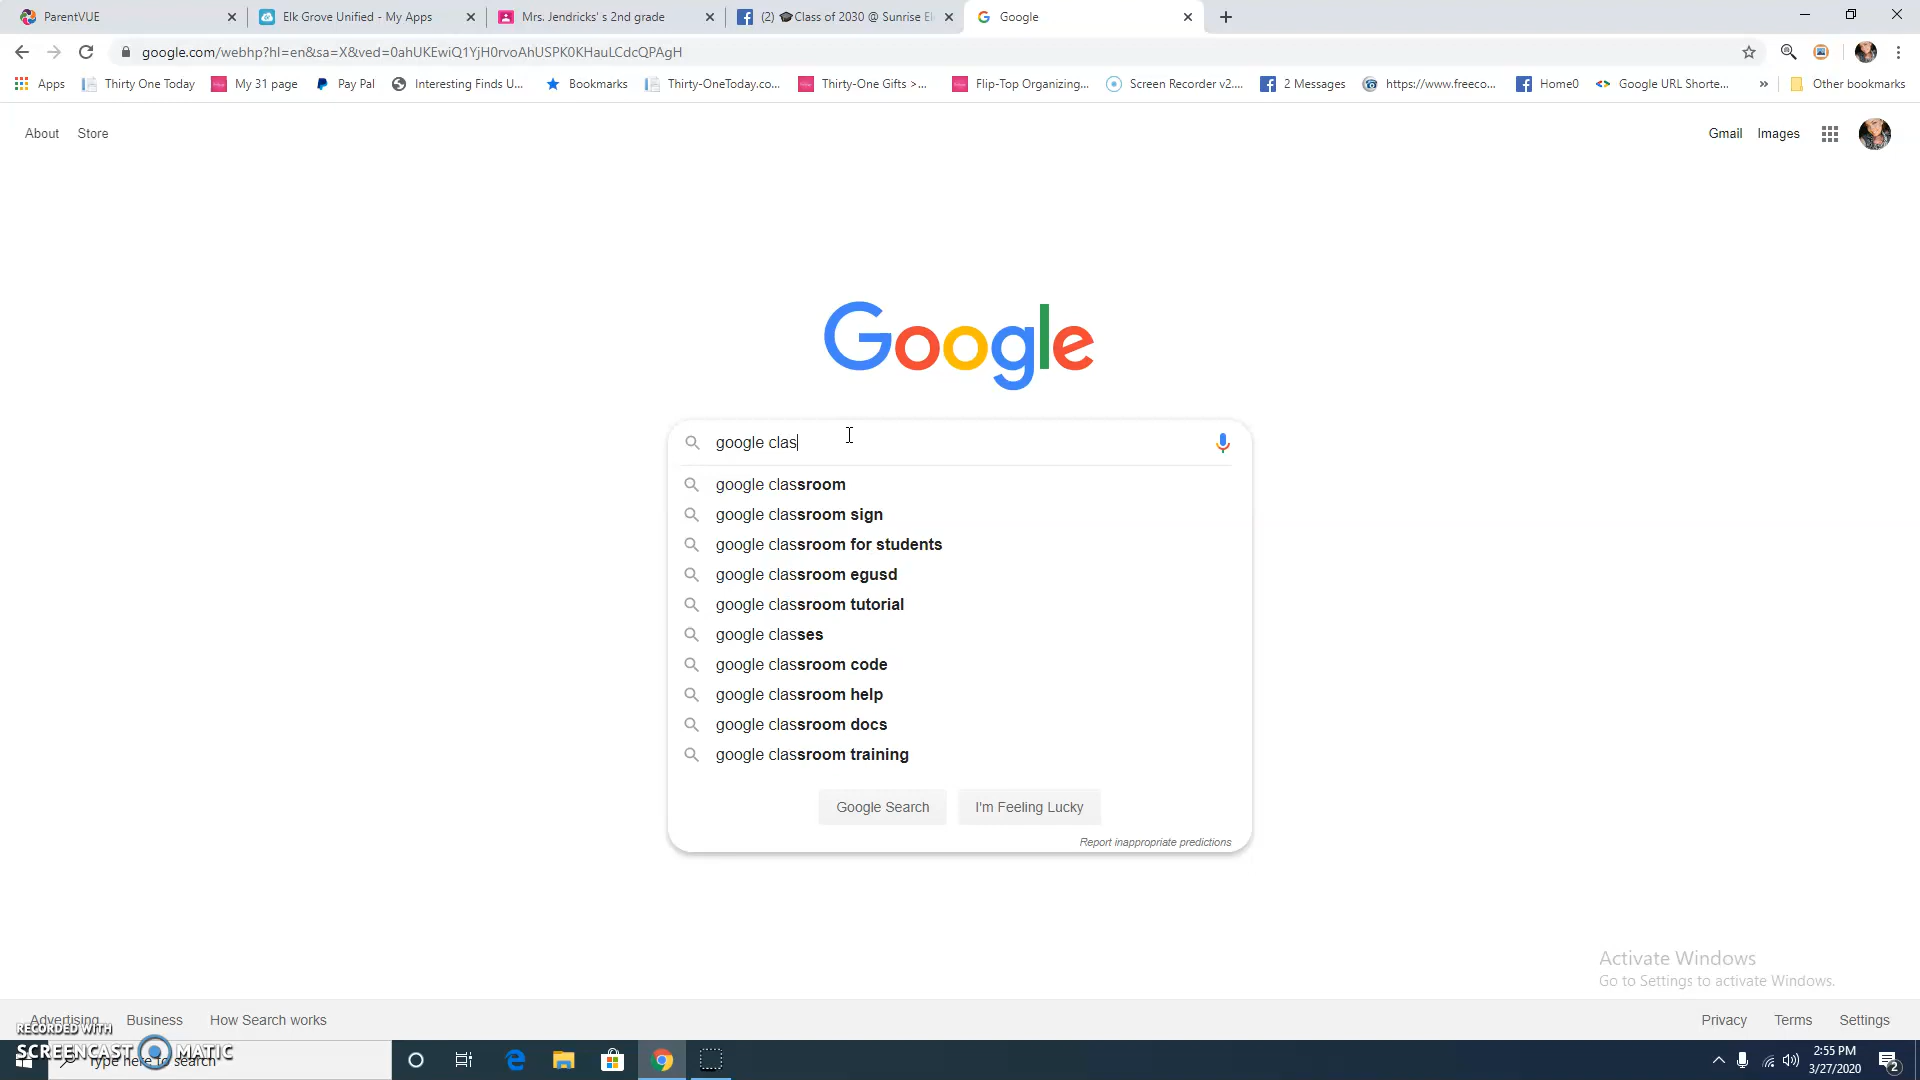 ParentVUE
Elk Grove Unified - My Apps
Mrs. Jendricks' s 2nd grade
(2) 🎓Class of 2030 @ Sunrise El
Google
google.com/webhp?hl=en&sa=X&ved=0ahUKEwiQ1YjH0rvoAhUSPK0KHauLCdcQPAgH
Apps
Thirty One Today
My 31 page
Pay Pal
Interesting Finds U...
Bookmarks
Thirty-OneToday.co...
Thirty-One Gifts >...
Flip-Top Organizing...
Screen Recorder v2....
2 Messages
https://www.freeco...
Home0
Google URL Shorte...
»
Other bookmarks
About
Store
Gmail
Images
Google
google clas
google classroom
google classroom sign
google classroom for students
google classroom egusd
google classroom tutorial
google classes
google classroom code
google classroom help
google classroom docs
google classroom training
Google Search
I'm Feeling Lucky
Report inappropriate predictions
Activate Windows
Go to Settings to activate Windows.
Advertising
Business
How Search works
Privacy
Terms
Settings
RECORDED WITH
SCREENCAST MATIC
Type here to search
2:55 PM
3/27/2020
2